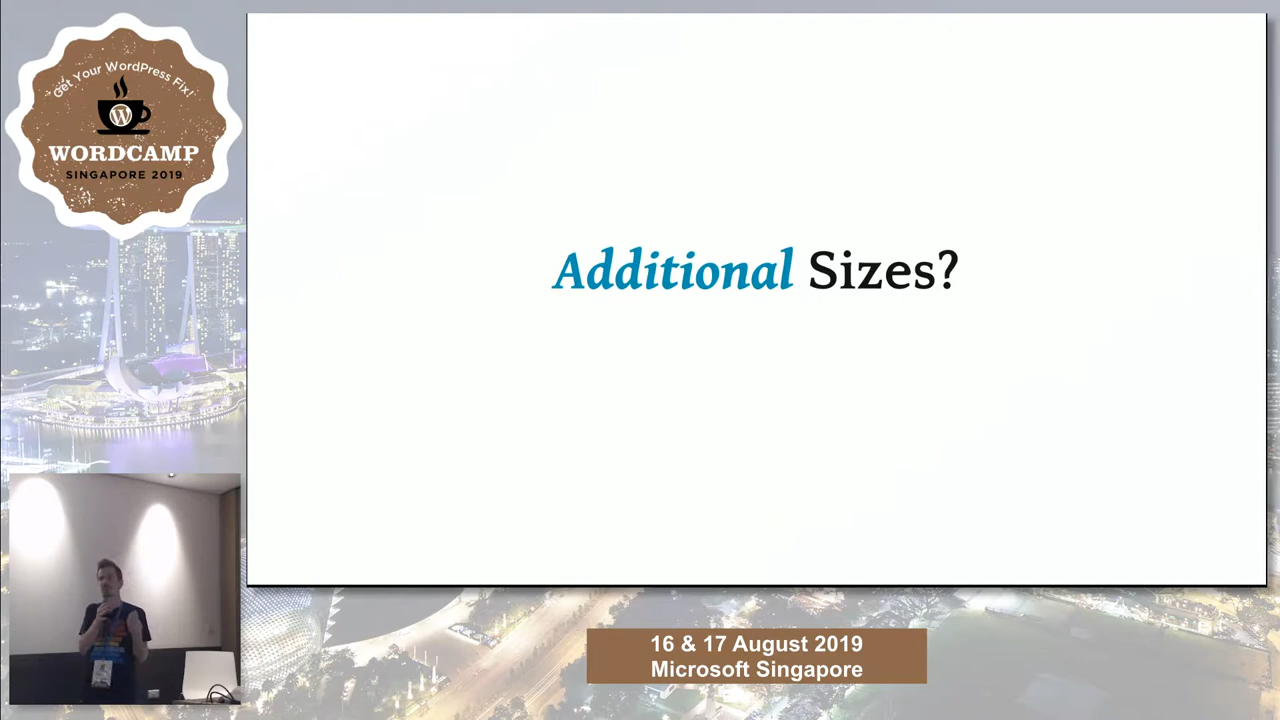 Get Your WordPress Fix!
WORDCAMP
SINGAPORE 2019
Additional Sizes?
16 & 17 August 2019
Microsoft Singapore